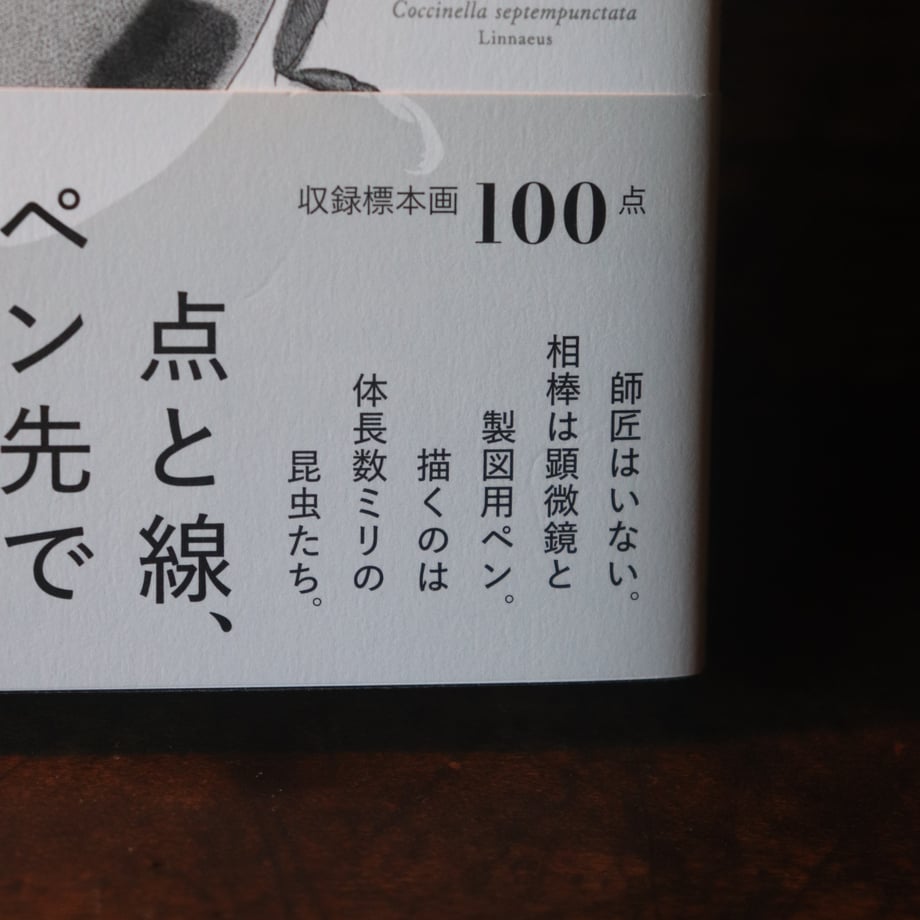 Coccinella septempunctata
Linnaeus
収録標本画 100 点
師匠はいない。
相棒は顕微鏡と
製図用ペン。
描くのは
体長数ミリの
昆虫たち。
点と線、
ペン先で